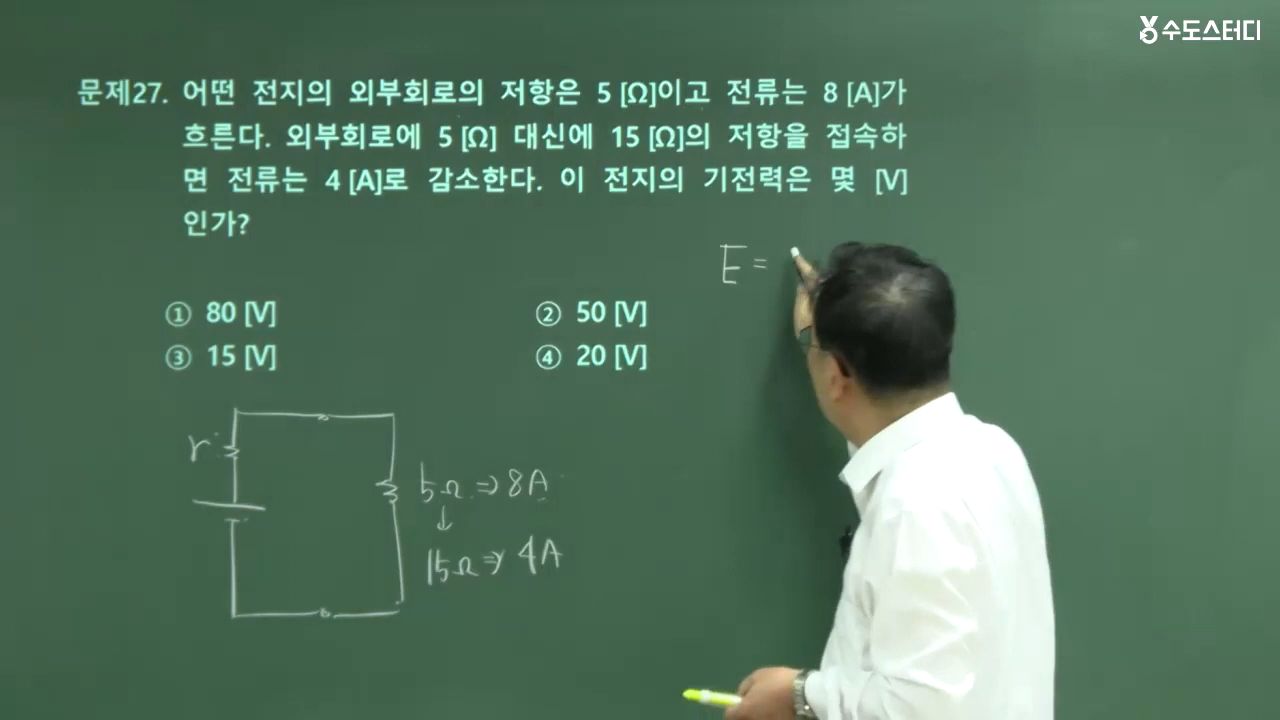 수도스터디
문제27. 어떤 전지의 외부회로의 저항은 5 [Ω]이고 전류는 8 [A]가
흐른다. 외부회로에 5 [Ω] 대신에 15 [Ω]의 저항을 접속하
면 전류는 4 [A]로 감소한다. 이 전지의 기전력은 몇 [V]
인가?
E =
① 80 [V]
② 50 [V]
③ 15 [V]
④ 20 [V]
r
5Ω ⇒ 8A
↓
15Ω ⇒ 4A